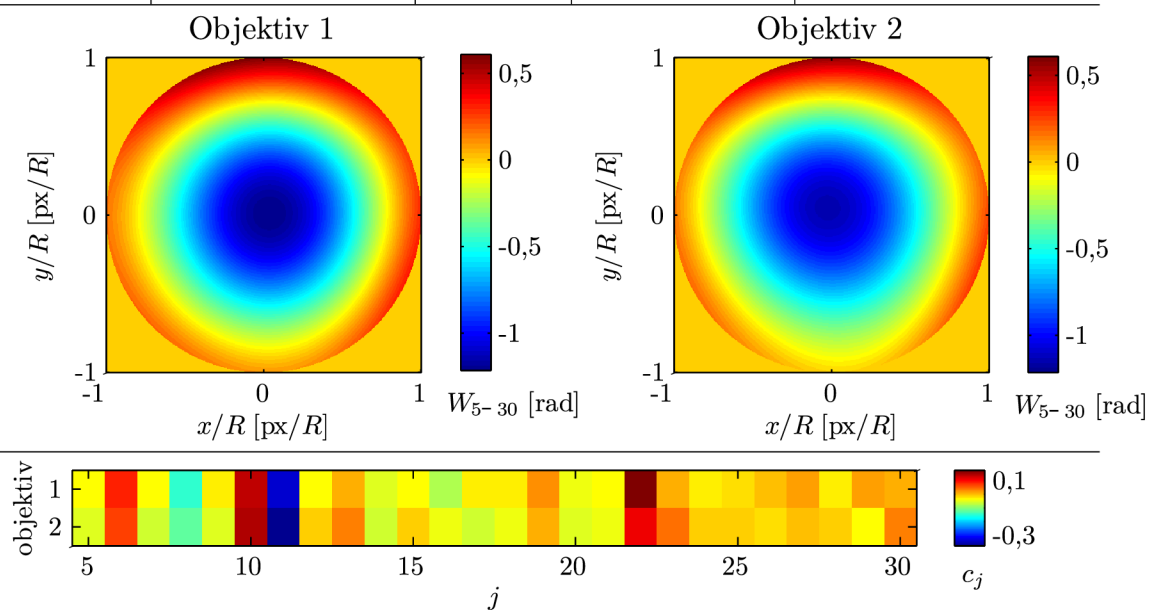 Objektiv 1
Objektiv 2
1
0
-1
y/R [px/R]
-1
0
1
x/R [px/R]
0,5
0
-0,5
-1
W5–30 [rad]
1
0
-1
y/R [px/R]
-1
0
1
x/R [px/R]
0,5
0
-0,5
-1
W5–30 [rad]
objektiv
1
2
5
10
15
20
25
30
j
0,1
-0,3
cj